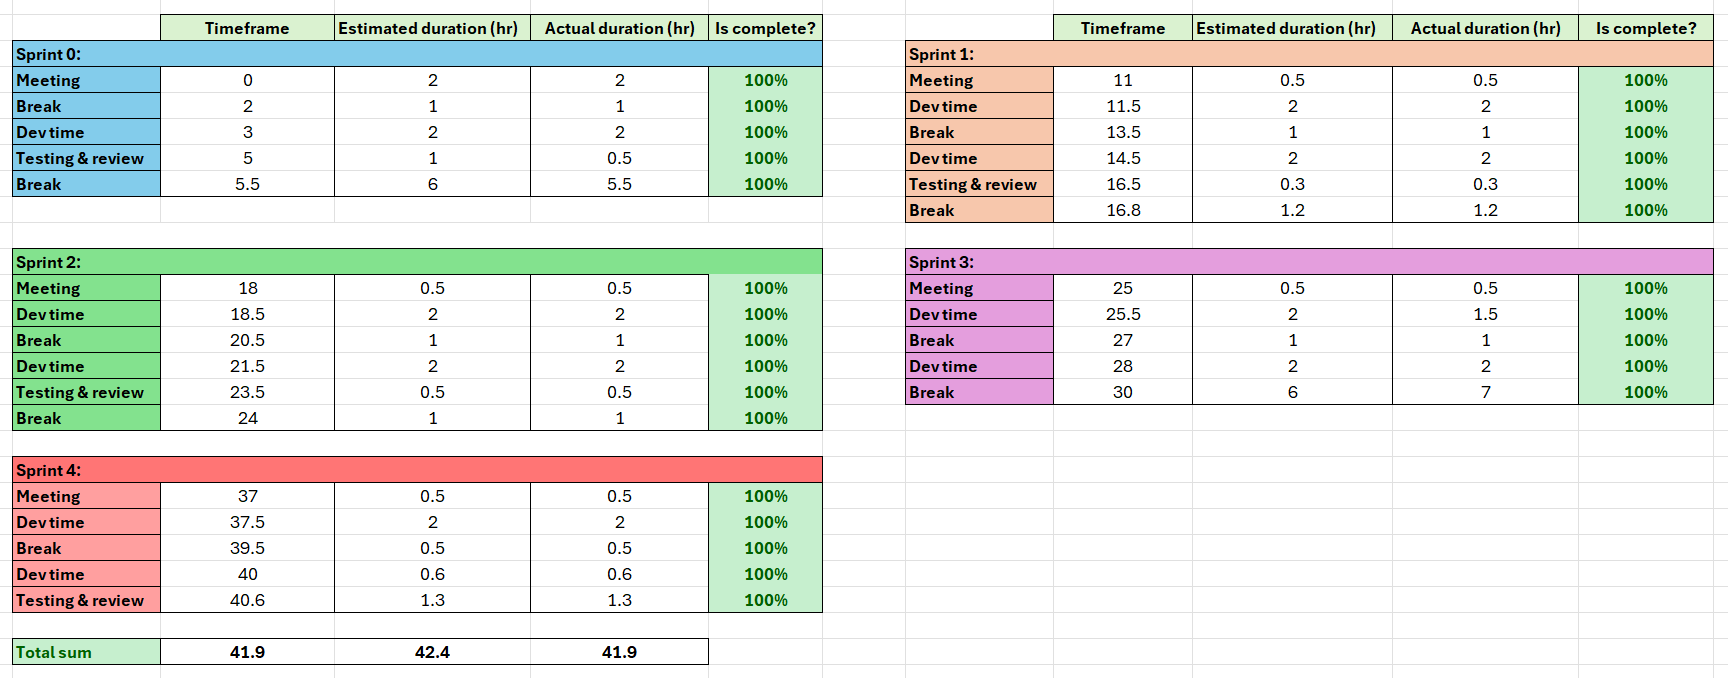 Timeframe Estimated duration (hr) Actual duration (hr) Is complete?
Sprint 0:
Meeting 0 2 2 100%
Break 2 1 1 100%
Dev time 3 2 2 100%
Testing & review 5 1 0.5 100%
Break 5.5 6 5.5 100%
Timeframe Estimated duration (hr) Actual duration (hr) Is complete?
Sprint 1:
Meeting 11 0.5 0.5 100%
Dev time 11.5 2 2 100%
Break 13.5 1 1 100%
Dev time 14.5 2 2 100%
Testing & review 16.5 0.3 0.3 100%
Break 16.8 1.2 1.2 100%
Sprint 2:
Meeting 18 0.5 0.5 100%
Dev time 18.5 2 2 100%
Break 20.5 1 1 100%
Dev time 21.5 2 2 100%
Testing & review 23.5 0.5 0.5 100%
Break 24 1 1 100%
Sprint 3:
Meeting 25 0.5 0.5 100%
Dev time 25.5 2 1.5 100%
Break 27 1 1 100%
Dev time 28 2 2 100%
Break 30 6 7 100%
Sprint 4:
Meeting 37 0.5 0.5 100%
Dev time 37.5 2 2 100%
Break 39.5 0.5 0.5 100%
Dev time 40 0.6 0.6 100%
Testing & review 40.6 1.3 1.3 100%
Total sum 41.9 42.4 41.9